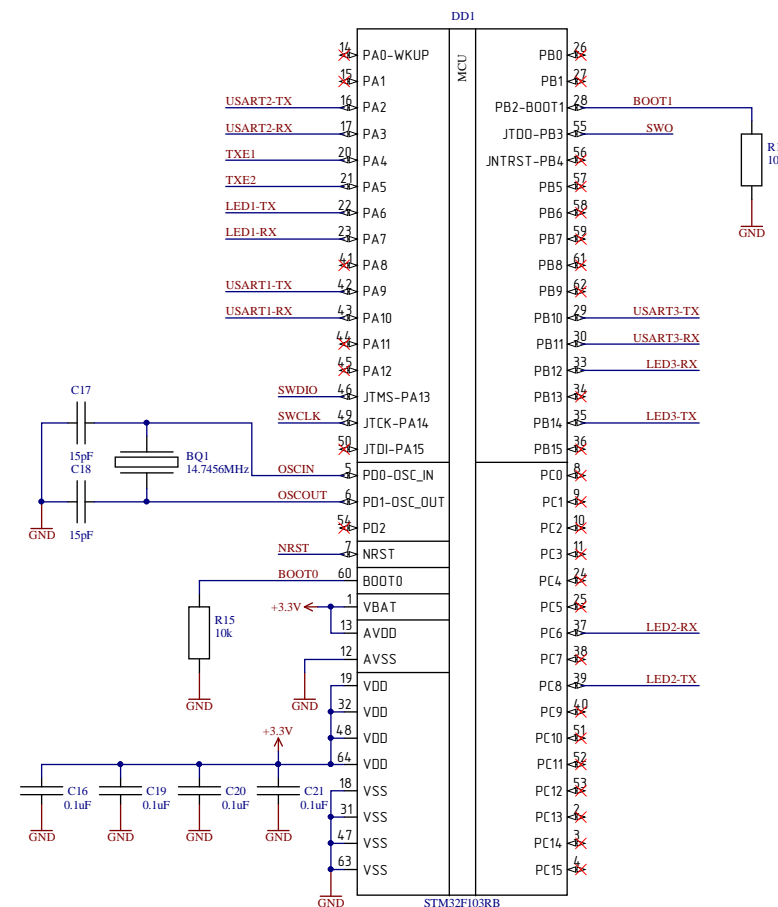 DD1
MCU
14 PA0-WKUP
15 PA1
USART2-TX 16 PA2
USART2-RX 17 PA3
TXE1 20 PA4
TXE2 21 PA5
LED1-TX 22 PA6
LED1-RX 23 PA7
41 PA8
USART1-TX 42 PA9
USART1-RX 43 PA10
44 PA11
45 PA12
SWDIO 46 JTMS-PA13
SWCLK 49 JTCK-PA14
50 JTDI-PA15
OSCIN 5 PD0-OSC_IN
OSCOUT 6 PD1-OSC_OUT
54 PD2
NRST 7 NRST
BOOT0 60 BOOT0
+3.3V 1 VBAT
13 AVDD
12 AVSS
19 VDD
32 VDD
48 VDD
64 VDD
18 VSS
31 VSS
47 VSS
63 VSS
PB0 26
PB1 27
PB2-BOOT1 28 BOOT1
JTDO-PB3 55 SWO
JNTRST-PB4 56
PB5 57
PB6 58
PB7 59
PB8 61
PB9 62
PB10 29 USART3-TX
PB11 30 USART3-RX
PB12 33 LED3-RX
PB13 34
PB14 35 LED3-TX
PB15 36
PC0 8
PC1 9
PC2 10
PC3 11
PC4 24
PC5 25
PC6 37 LED2-RX
PC7 38
PC8 39 LED2-TX
PC9 40
PC10 51
PC11 52
PC12 53
PC13 2
PC14 3
PC15 4
GND
C17
15pF
C18
15pF
BQ1
14.7456MHz
GND
R15
10k
GND
GND
+3.3V
C16
0.1uF
C19
0.1uF
C20
0.1uF
C21
0.1uF
GND
GND
GND
GND
GND
STM32F103RB